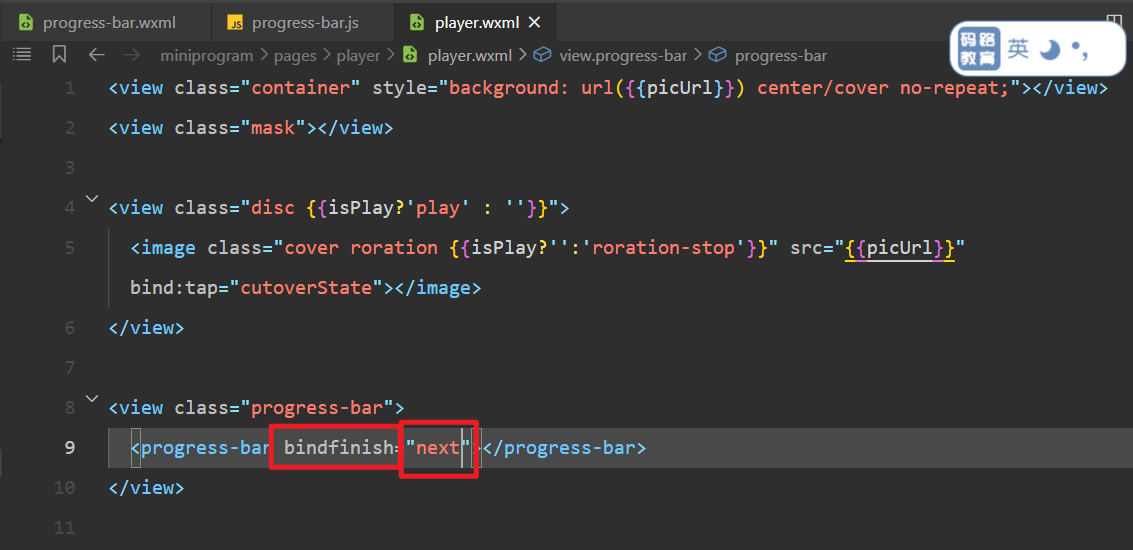 progress-bar.wxml JS progress-bar.js player.wxml
miniprogram > pages > player > player.wxml > view.progress-bar > progress-bar
码路教育 英
1 <view class="container" style="background: url({{picUrl}}) center/cover no-repeat;"></view>
2 <view class="mask"></view>
3
4 <view class="disc {{isPlay?'play' : ''}}">
5 <image class="cover roration {{isPlay?'':'roration-stop'}}" src="{{picUrl}}"
bind:tap="cutoverState"></image>
6 </view>
7
8 <view class="progress-bar">
9 <progress-bar bindfinish="next"></progress-bar>
10 </view>
11